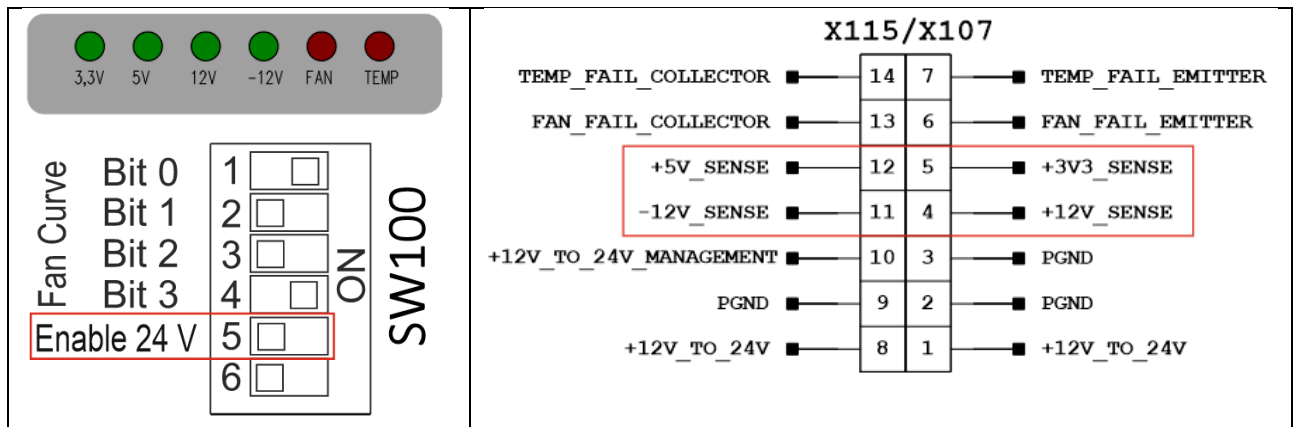 3,3V 5V 12V -12V FAN TEMP
Fan Curve
Bit 0 1
Bit 1 2
Bit 2 3
Bit 3 4
Enable 24 V 5
6
ON
SW100
X115/X107
TEMP_FAIL_COLLECTOR 14 7 TEMP_FAIL_EMITTER
FAN_FAIL_COLLECTOR 13 6 FAN_FAIL_EMITTER
+5V_SENSE 12 5 +3V3_SENSE
-12V_SENSE 11 4 +12V_SENSE
+12V_TO_24V_MANAGEMENT 10 3 PGND
PGND 9 2 PGND
+12V_TO_24V 8 1 +12V_TO_24V